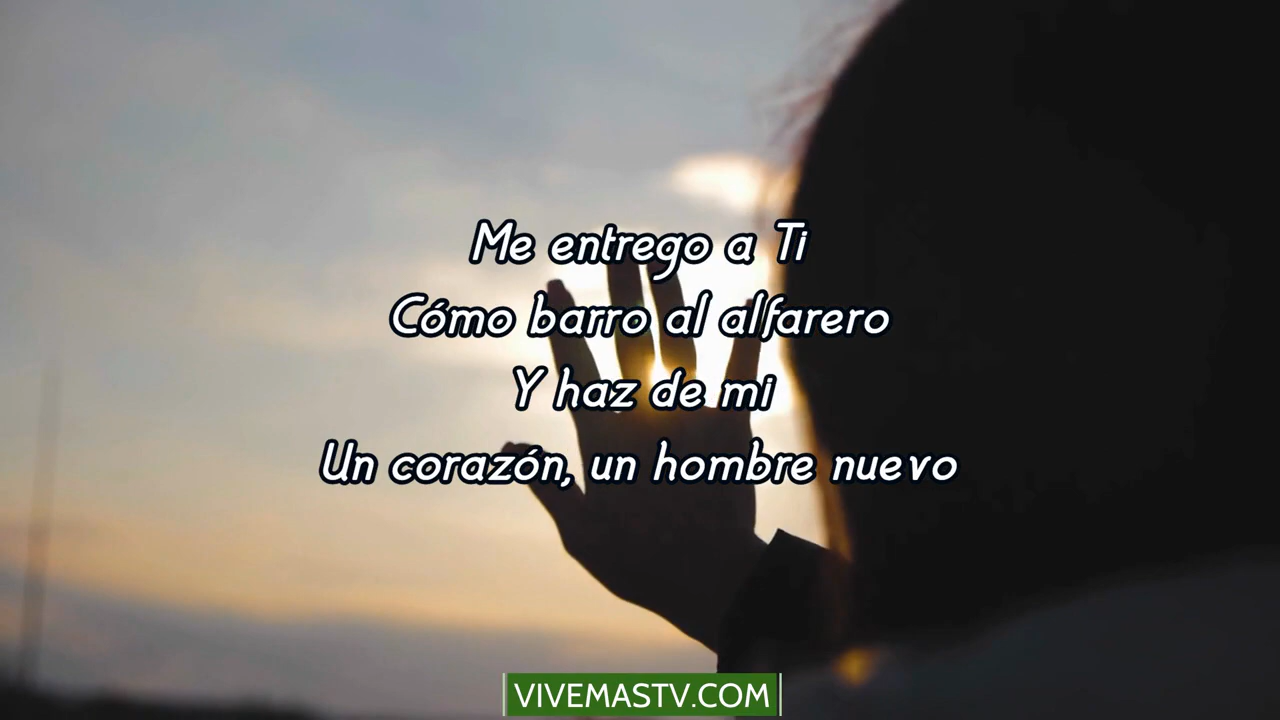 Me entrego a Ti
Cómo barro al alfarero
Y haz de mi
Un corazón, un hombre nuevo
VIVEMASTV.COM